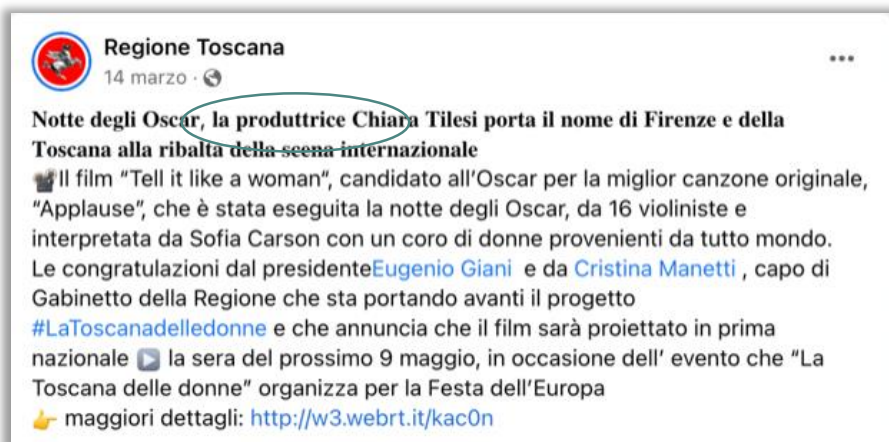 Regione Toscana
14 marzo ·
Notte degli Oscar, la produttrice Chiara Tilesi porta il nome di Firenze e della
Toscana alla ribalta della scena internazionale
Il film “Tell it like a woman“, candidato all’Oscar per la miglior canzone originale,
“Applause”, che è stata eseguita la notte degli Oscar, da 16 violiniste e
interpretata da Sofia Carson con un coro di donne provenienti da tutto mondo.
Le congratulazioni dal presidenteEugenio Giani e da Cristina Manetti , capo di
Gabinetto della Regione che sta portando avanti il progetto
#LaToscanadelledonne e che annuncia che il film sarà proiettato in prima
nazionale ▶️ la sera del prossimo 9 maggio, in occasione dell’ evento che “La
Toscana delle donne” organizza per la Festa dell’Europa
👉 maggiori dettagli: http://w3.webrt.it/kac0n